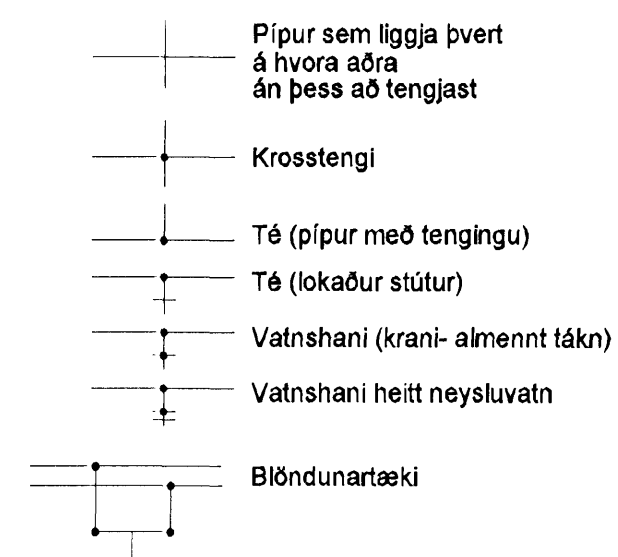 Pípur sem liggja þvert
á hvora aðra
án þess að tengjast
Krosstengi
Té (pípur með tengingu)
Té (lokaður stútur)
Vatnshani (krani- almennt tákn)
Vatnshani heitt neysluvatn
Blöndunartæki